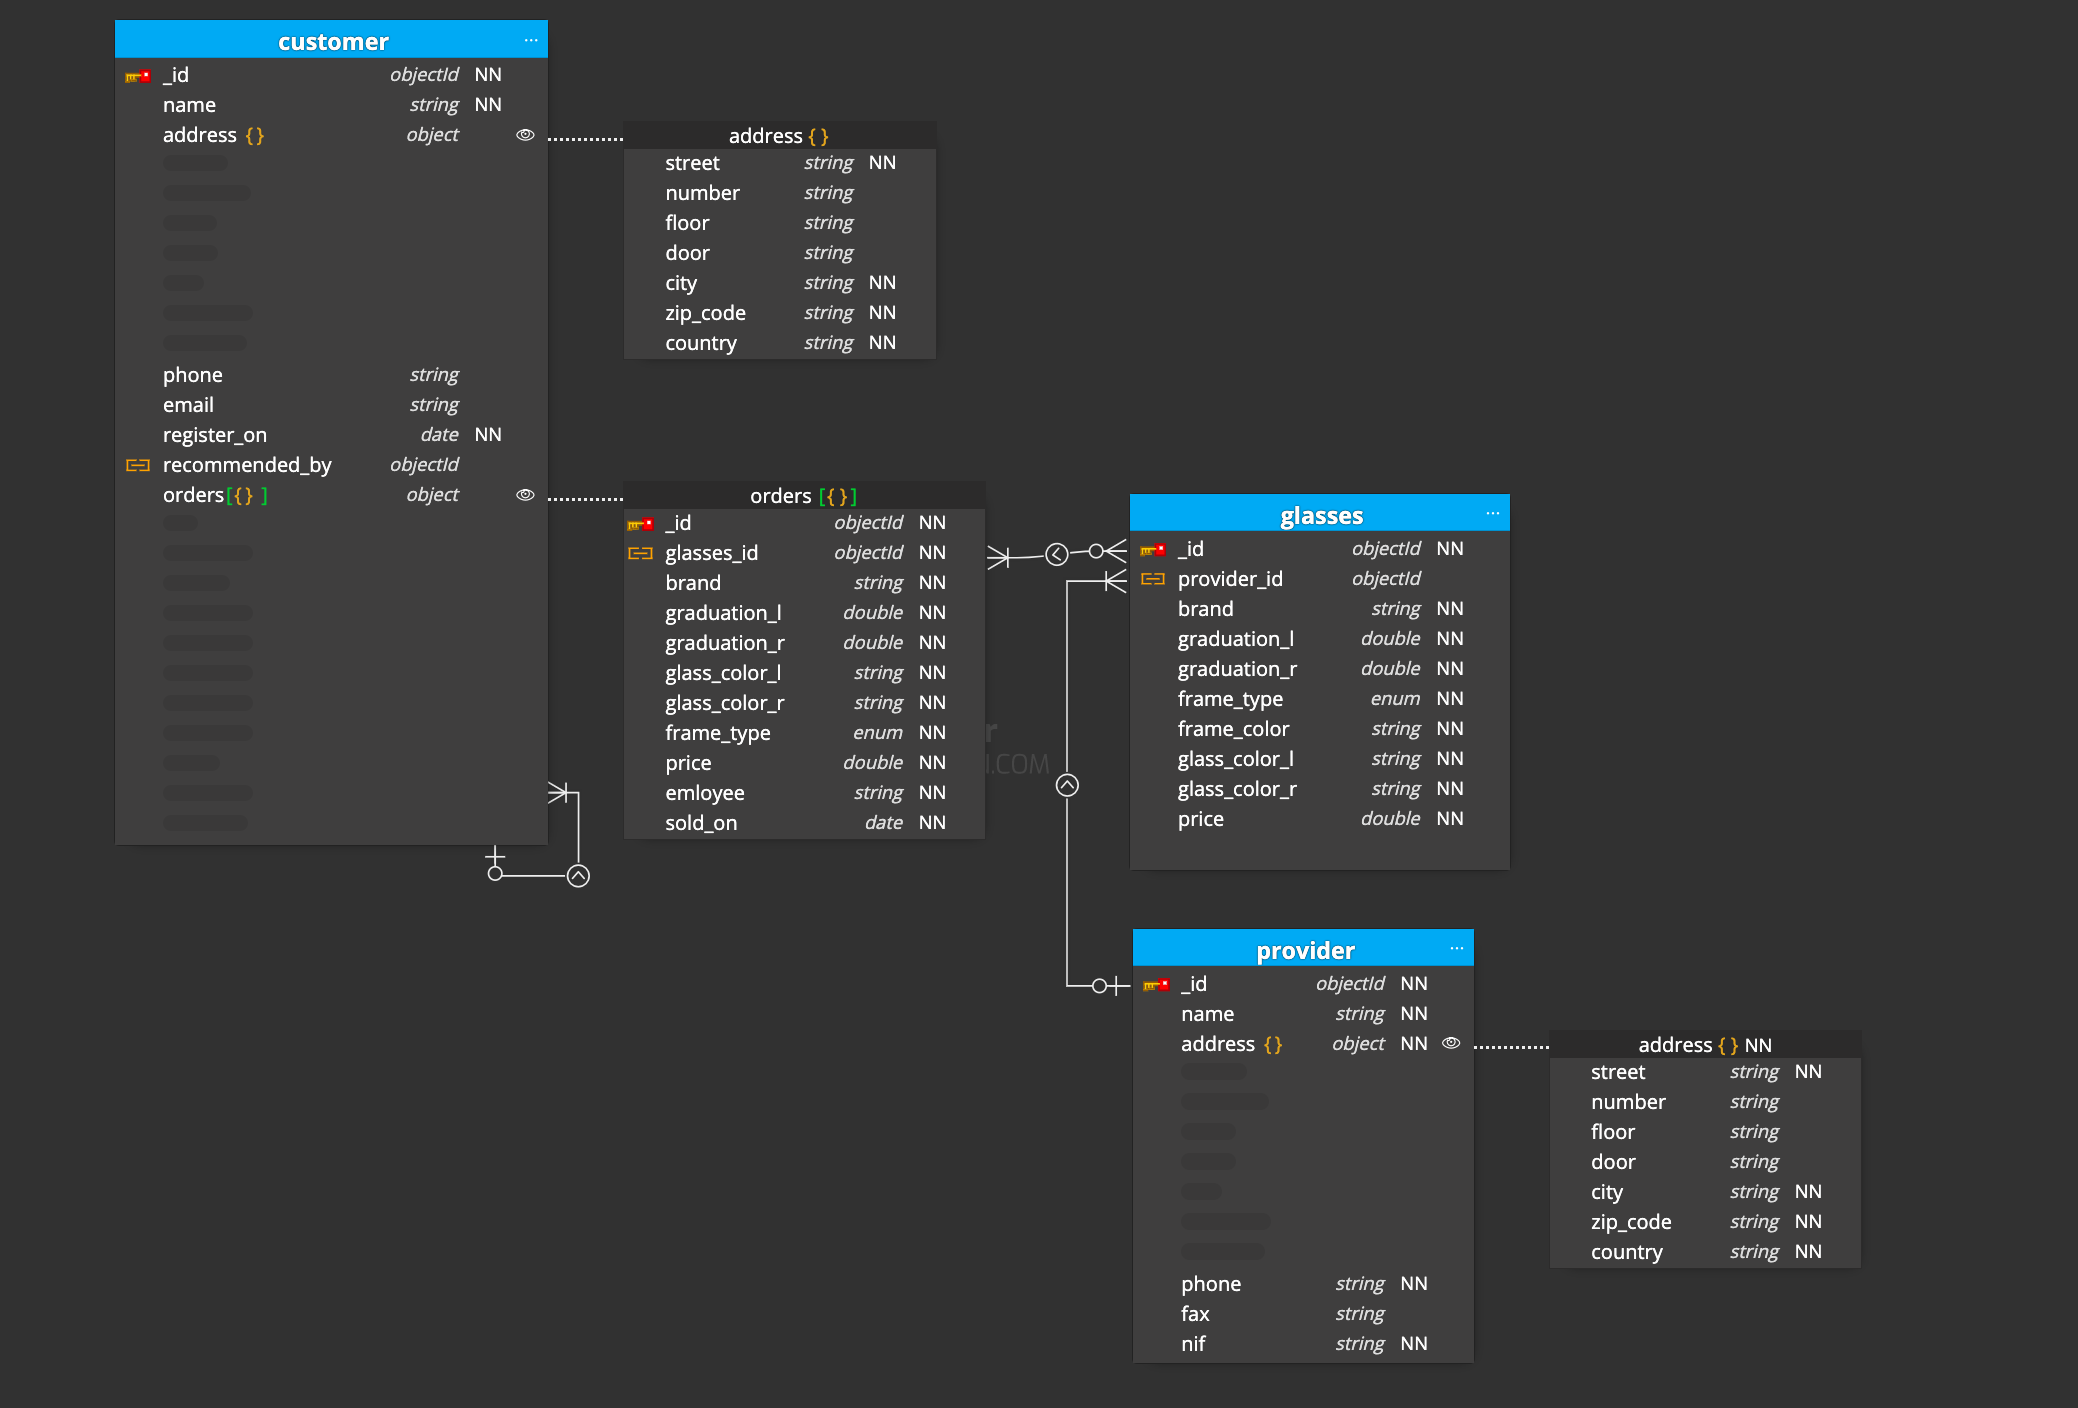 customer ...
_id objectId NN
name string NN
address {} object
phone string
email string
register_on date NN
recommended_by objectId
orders[{} ] object
address { }
street string NN
number string
floor string
door string
city string NN
zip_code string NN
country string NN
orders [{ }]
_id objectId NN
glasses_id objectId NN
brand string NN
graduation_l double NN
graduation_r double NN
glass_color_l string NN
glass_color_r string NN
frame_type enum NN
price double NN
emloyee string NN
sold_on date NN
glasses ...
_id objectId NN
provider_id objectId
brand string NN
graduation_l double NN
graduation_r double NN
frame_type enum NN
frame_color string NN
glass_color_l string NN
glass_color_r string NN
price double NN
provider ...
_id objectId NN
name string NN
address {} object NN
phone string NN
fax string
nif string NN
address { } NN
street string NN
number string
floor string
door string
city string NN
zip_code string NN
country string NN